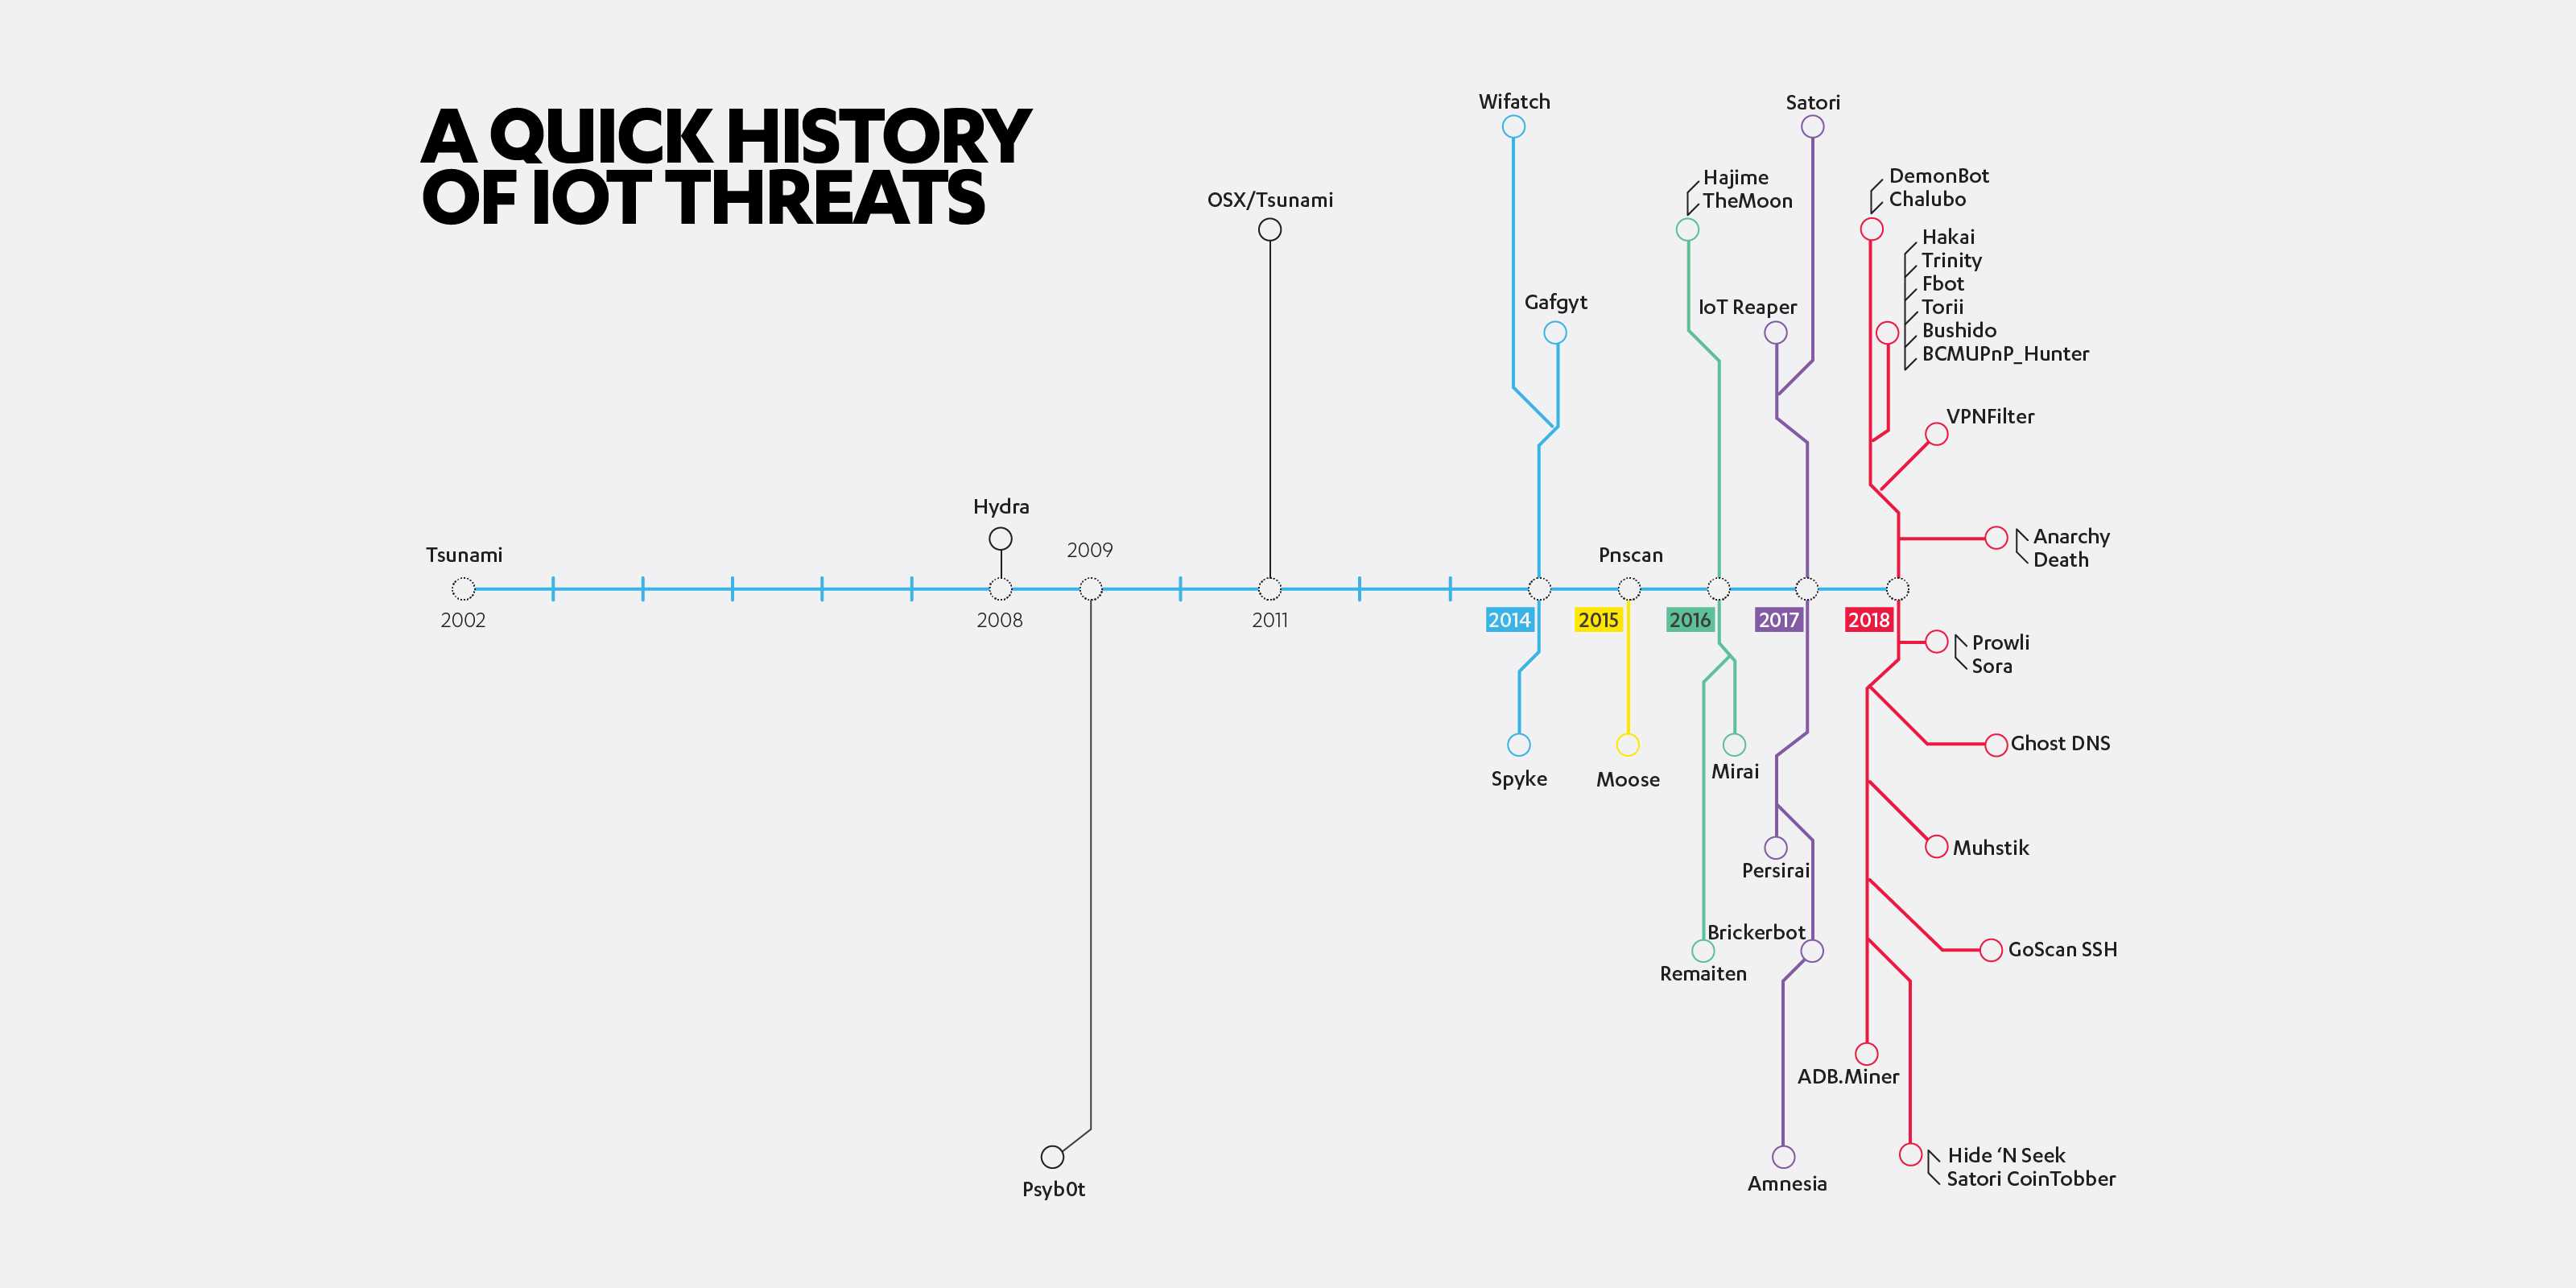 A QUICK HISTORY
OF IOT THREATS
Tsunami
2002
Hydra
2008
2009
Psyb0t
OSX/Tsunami
2011
Wifatch
Gafgyt
2014
Spyke
Pnscan
2015
Moose
Hajime
TheMoon
2016
Mirai
Remaiten
Satori
IoT Reaper
2017
Persirai
Brickerbot
Amnesia
DemonBot
Chalubo
Hakai
Trinity
Fbot
Torii
Bushido
BCMUPnP_Hunter
VPNFilter
Anarchy
Death
2018
Prowli
Sora
Ghost DNS
Muhstik
GoScan SSH
ADB.Miner
Hide ‘N Seek
Satori CoinTobber